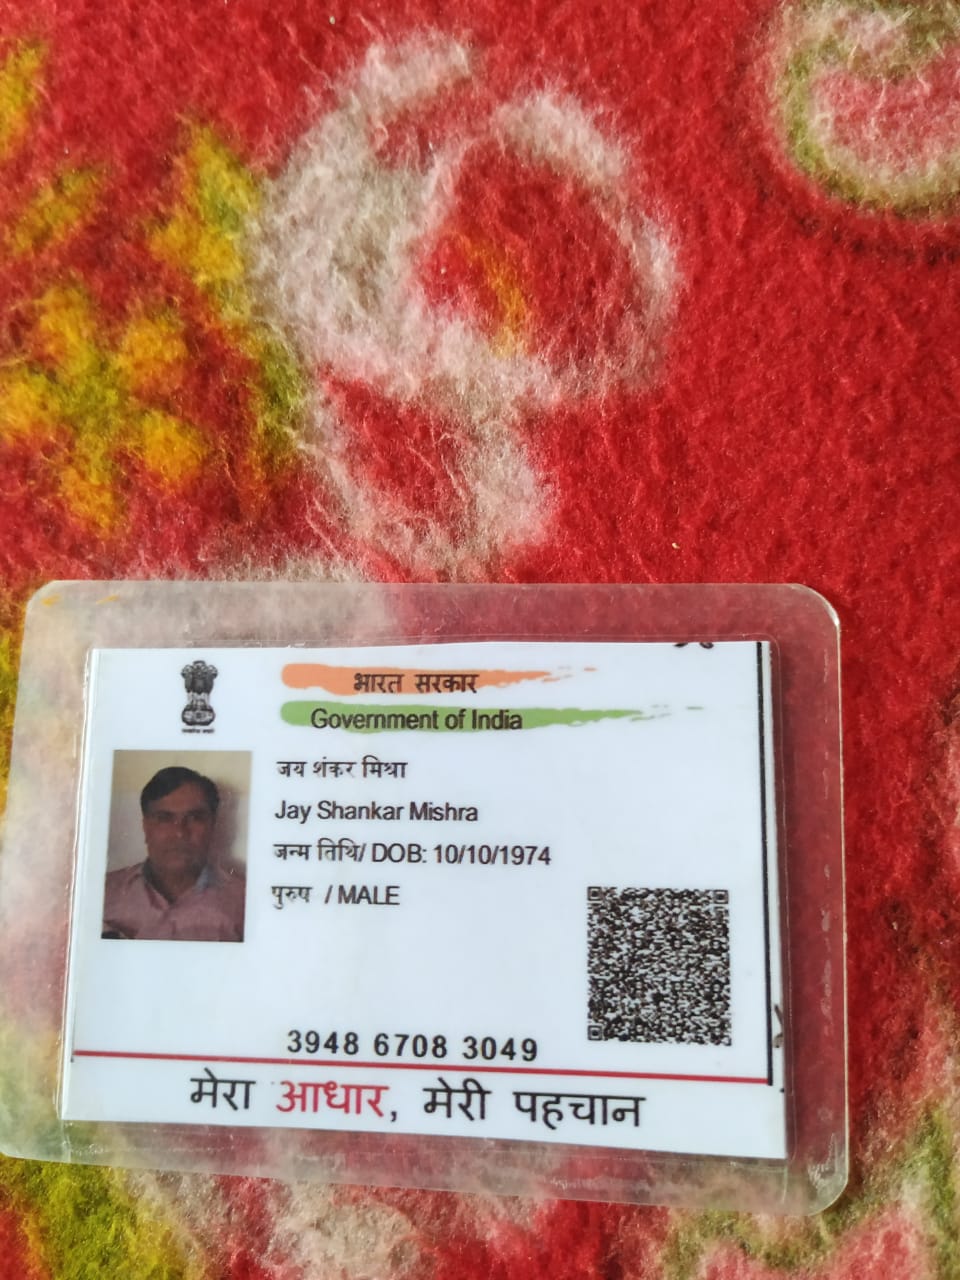 भारत सरकार
Government of India
जय शंकर मिश्रा
Jay Shankar Mishra
जन्म तिथि/ DOB: 10/10/1974
पुरुष / MALE
3948 6708 3049
मेरा आधार, मेरी पहचान